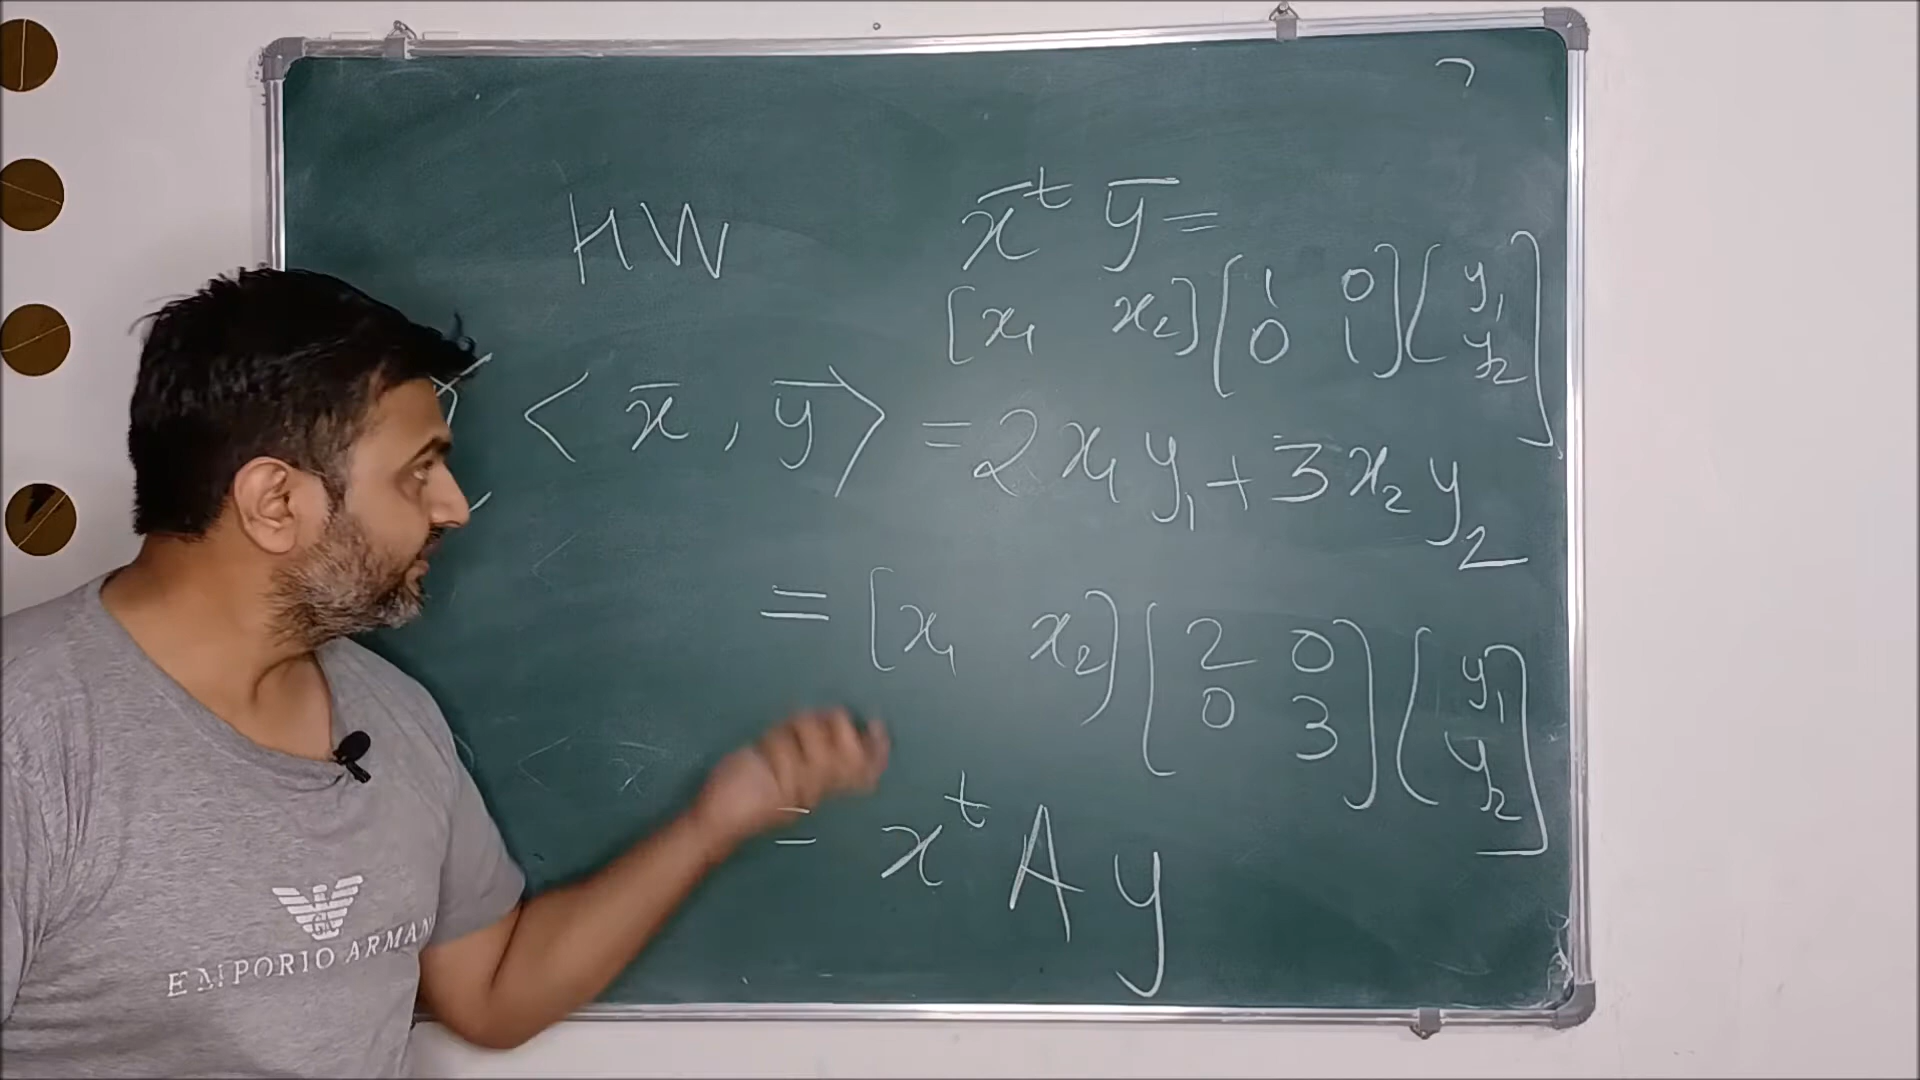 HW
x̄ᵗ ȳ =
[x₁ x₂] [1 0
0 1] [y₁
y₂]
⟨x̄, ȳ⟩ = 2x₁y₁ + 3x₂y₂
= [x₁ x₂] [2 0
0 3] [y₁
y₂]
= xᵗ A y
EMPORIO ARMAN